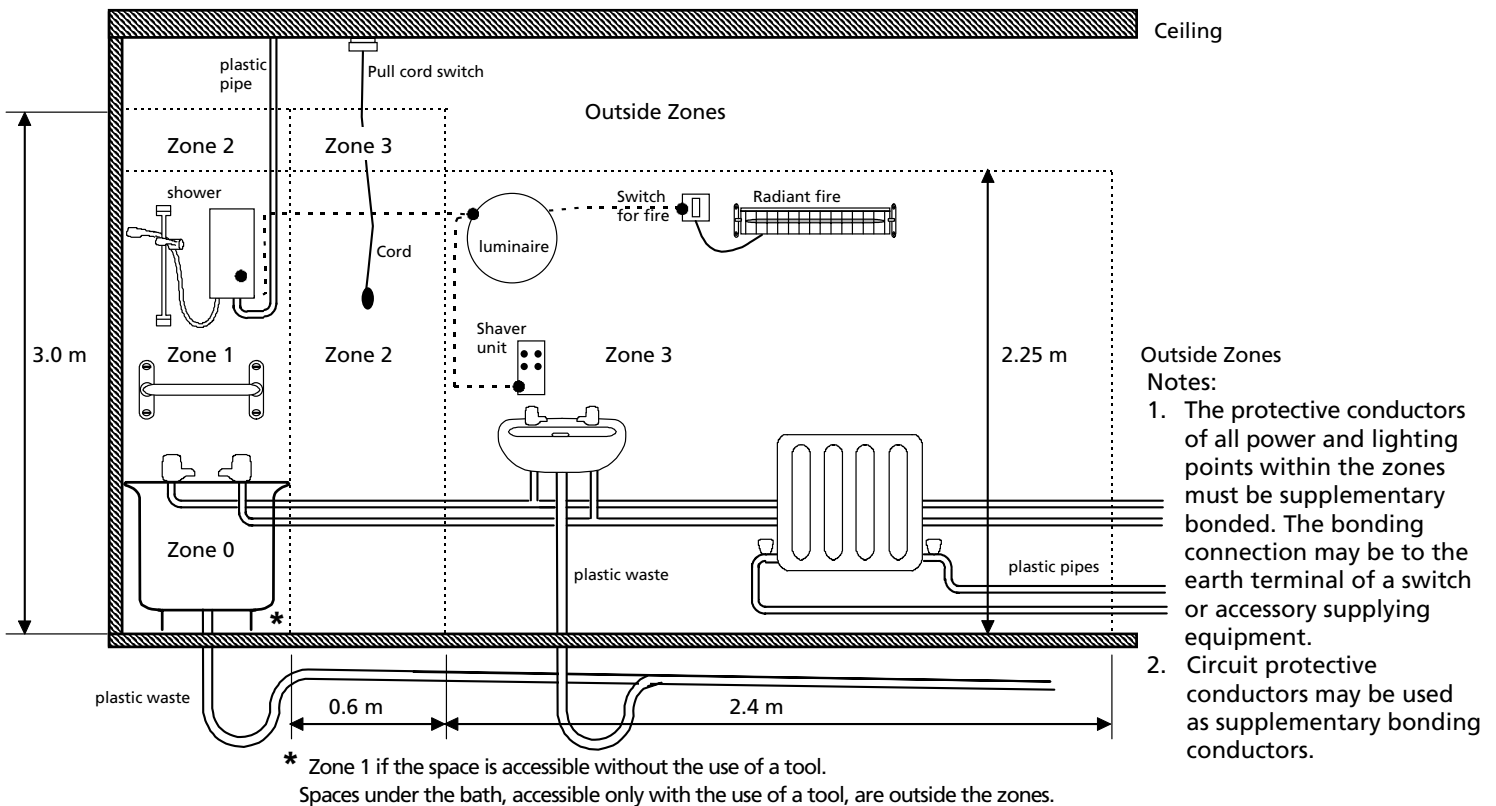 Ceiling
plastic
pipe
Pull cord switch
Outside Zones
Zone 2
Zone 3
shower
Switch
for fire
Radiant fire
luminaire
Cord
Shaver
unit
3.0 m
Zone 1
Zone 2
Zone 3
2.25 m
Outside Zones
Notes:
1. The protective conductors
of all power and lighting
points within the zones
must be supplementary
bonded. The bonding
connection may be to the
earth terminal of a switch
or accessory supplying
equipment.
2. Circuit protective
conductors may be used
as supplementary bonding
conductors.
Zone 0
plastic waste
plastic pipes
*
plastic waste
0.6 m
2.4 m
* Zone 1 if the space is accessible without the use of a tool.
Spaces under the bath, accessible only with the use of a tool, are outside the zones.